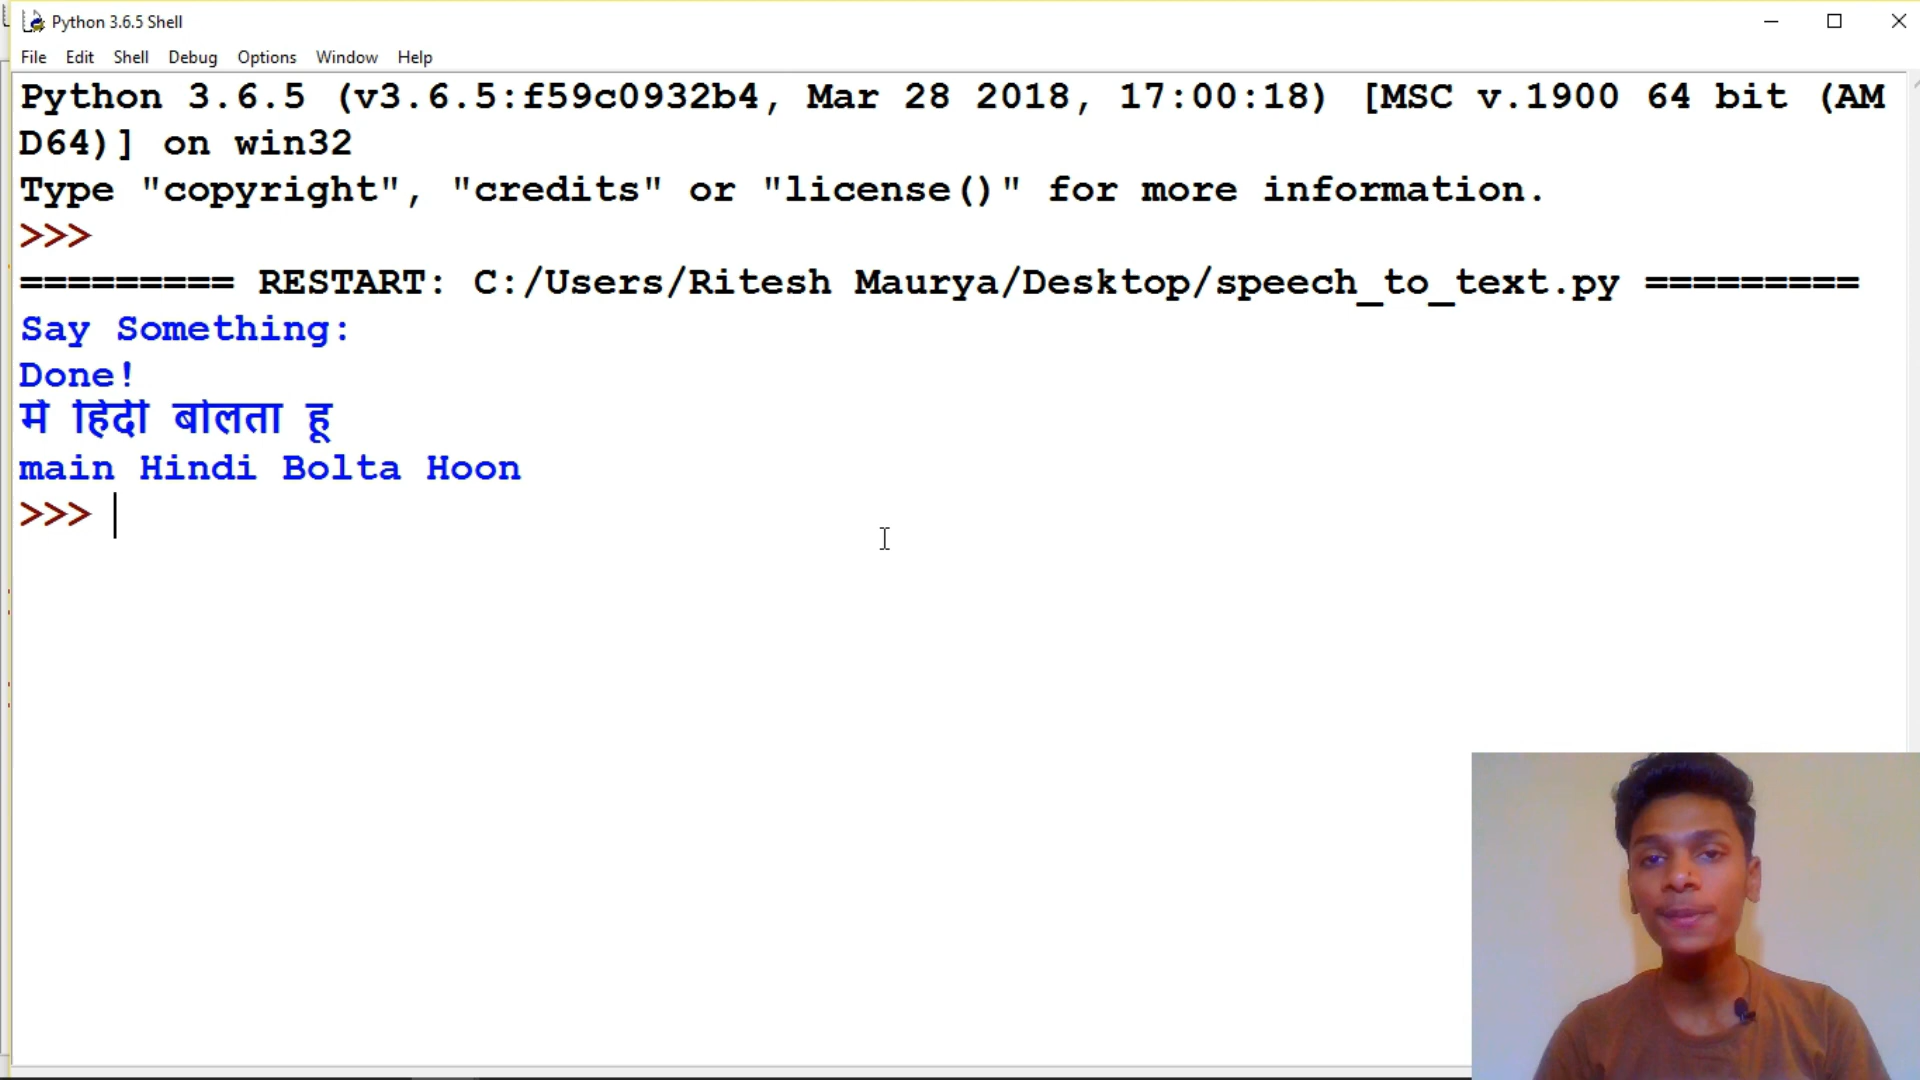 Python 3.6.5 Shell
File Edit Shell Debug Options Window Help
Python 3.6.5 (v3.6.5:f59c0932b4, Mar 28 2018, 17:00:18) [MSC v.1900 64 bit (AM
D64)] on win32
Type "copyright", "credits" or "license()" for more information.
>>>
========= RESTART: C:/Users/Ritesh Maurya/Desktop/speech_to_text.py =========
Say Something:
Done!
मैं हिंदी बोलता हूं
main Hindi Bolta Hoon
>>>